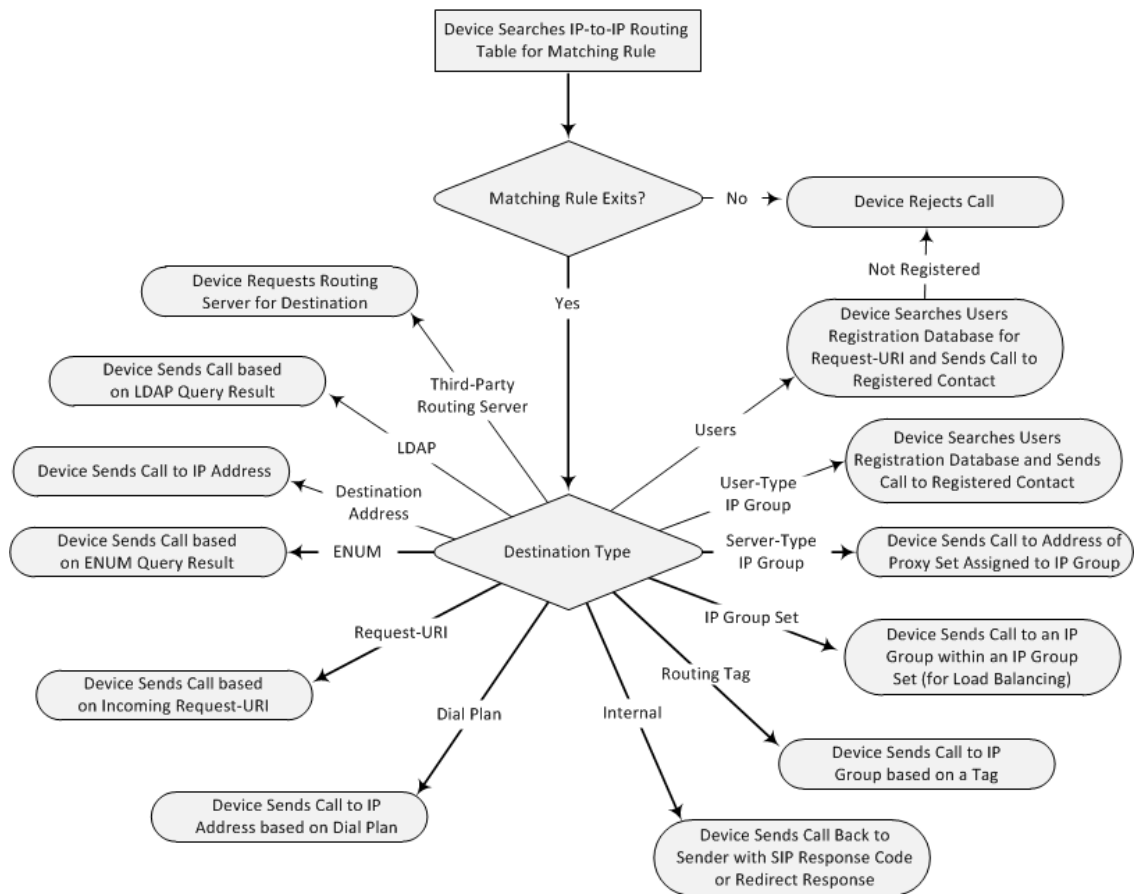 Device Searches IP-to-IP Routing
Table for Matching Rule
Matching Rule Exits?
No
Device Rejects Call
Not Registered
Yes
Device Requests Routing
Server for Destination
Device Searches Users
Registration Database for
Request-URI and Sends Call to
Registered Contact
Device Sends Call based
on LDAP Query Result
Third-Party
Routing Server
LDAP
Users
Device Searches Users
Registration Database and Sends
Call to Registered Contact
Device Sends Call to IP Address
Destination
Address
User-Type
IP Group
Device Sends Call based
on ENUM Query Result
ENUM
Destination Type
Server-Type
IP Group
Device Sends Call to Address of
Proxy Set Assigned to IP Group
Request-URI
IP Group Set
Device Sends Call to an IP
Group within an IP Group
Set (for Load Balancing)
Device Sends Call based
on Incoming Request-URI
Routing Tag
Dial Plan
Internal
Device Sends Call to IP
Group based on a Tag
Device Sends Call to IP
Address based on Dial Plan
Device Sends Call Back to
Sender with SIP Response Code
or Redirect Response